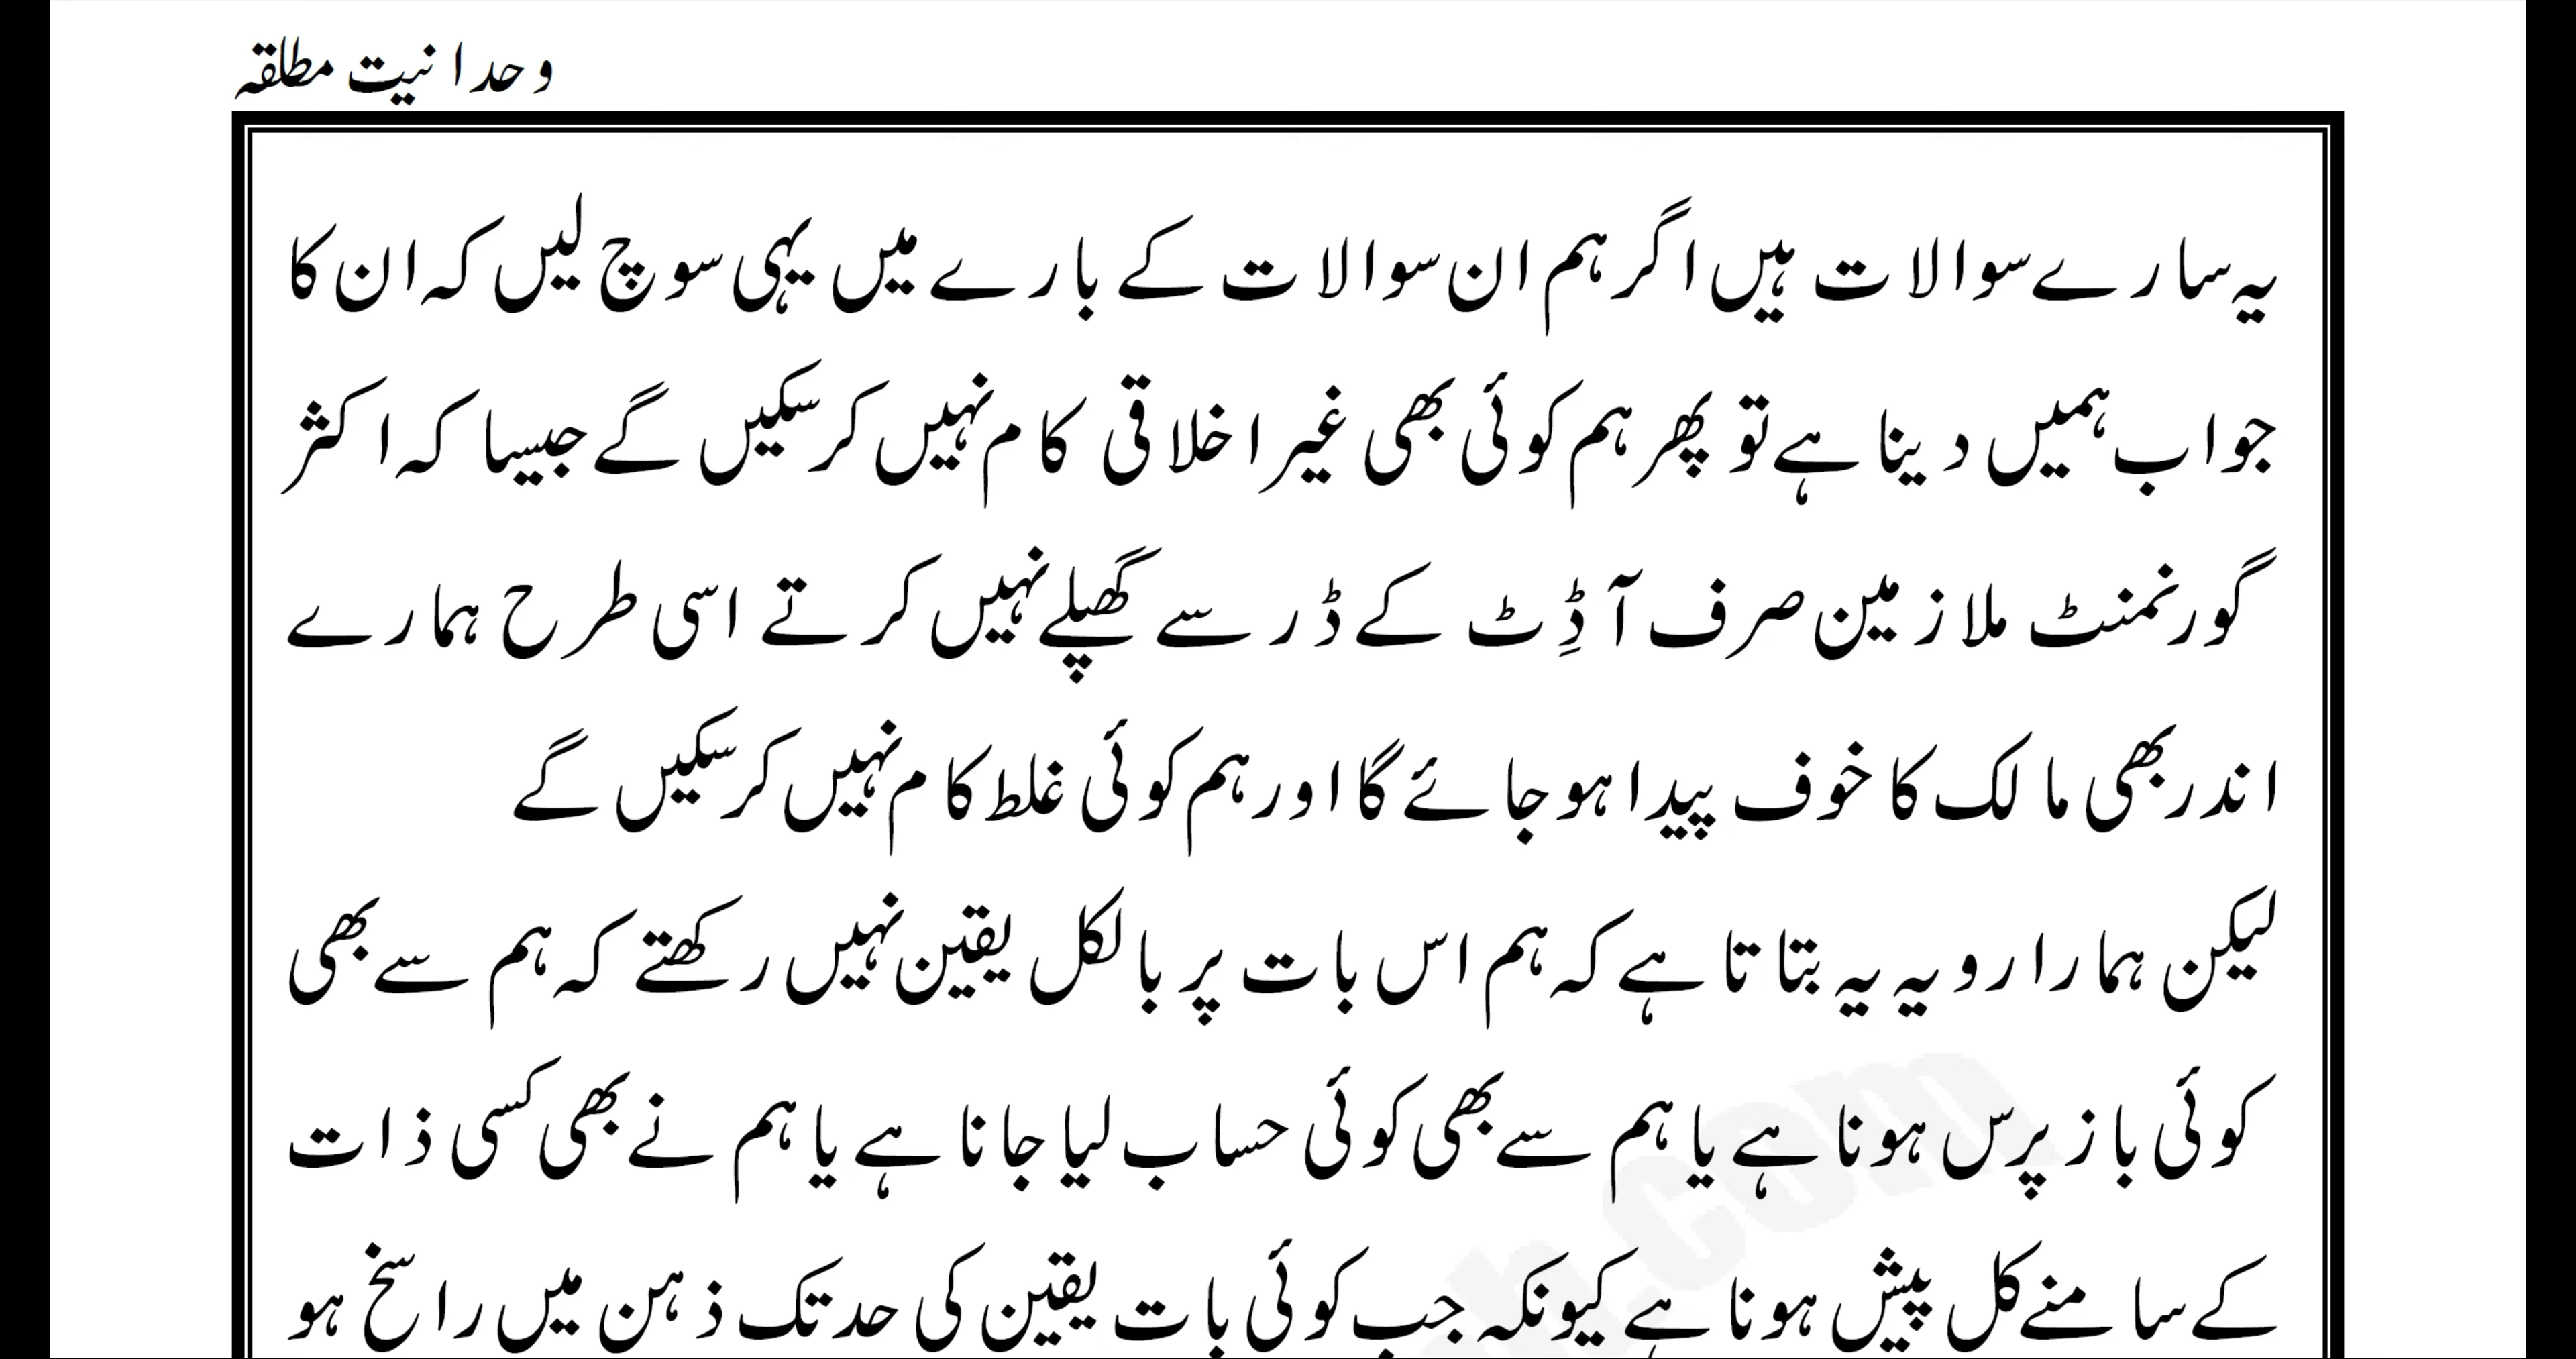 وحدانیت مطلقہ
یہ سارے سوالات ہیں اگر ہم ان سوالات کے بارے میں یہی سوچ لیں کہ ان کا
جواب ہمیں دینا ہے تو پھر ہم کوئی بھی غیر اخلاقی کام نہیں کرسکیں گے جیسا کہ اکثر
گورنمنٹ ملازمین صرف آڈِٹ کے ڈر سے گھپلے نہیں کرتے اسی طرح ہمارے
اندر بھی مالک کا خوف پیدا ہوجائے گا اور ہم کوئی غلط کام نہیں کرسکیں گے
لیکن ہمارا رویہ یہ بتاتا ہے کہ ہم اس بات پر بالکل یقین نہیں رکھتے کہ ہم سے بھی
کوئی باز پرس ہونا ہے یا ہم سے بھی کوئی حساب لیا جانا ہے یا ہم نے بھی کسی ذات
کے سامنے کل پیش ہونا ہے کیونکہ جب کوئی بات یقین کی حد تک ذہن میں راسخ ہو